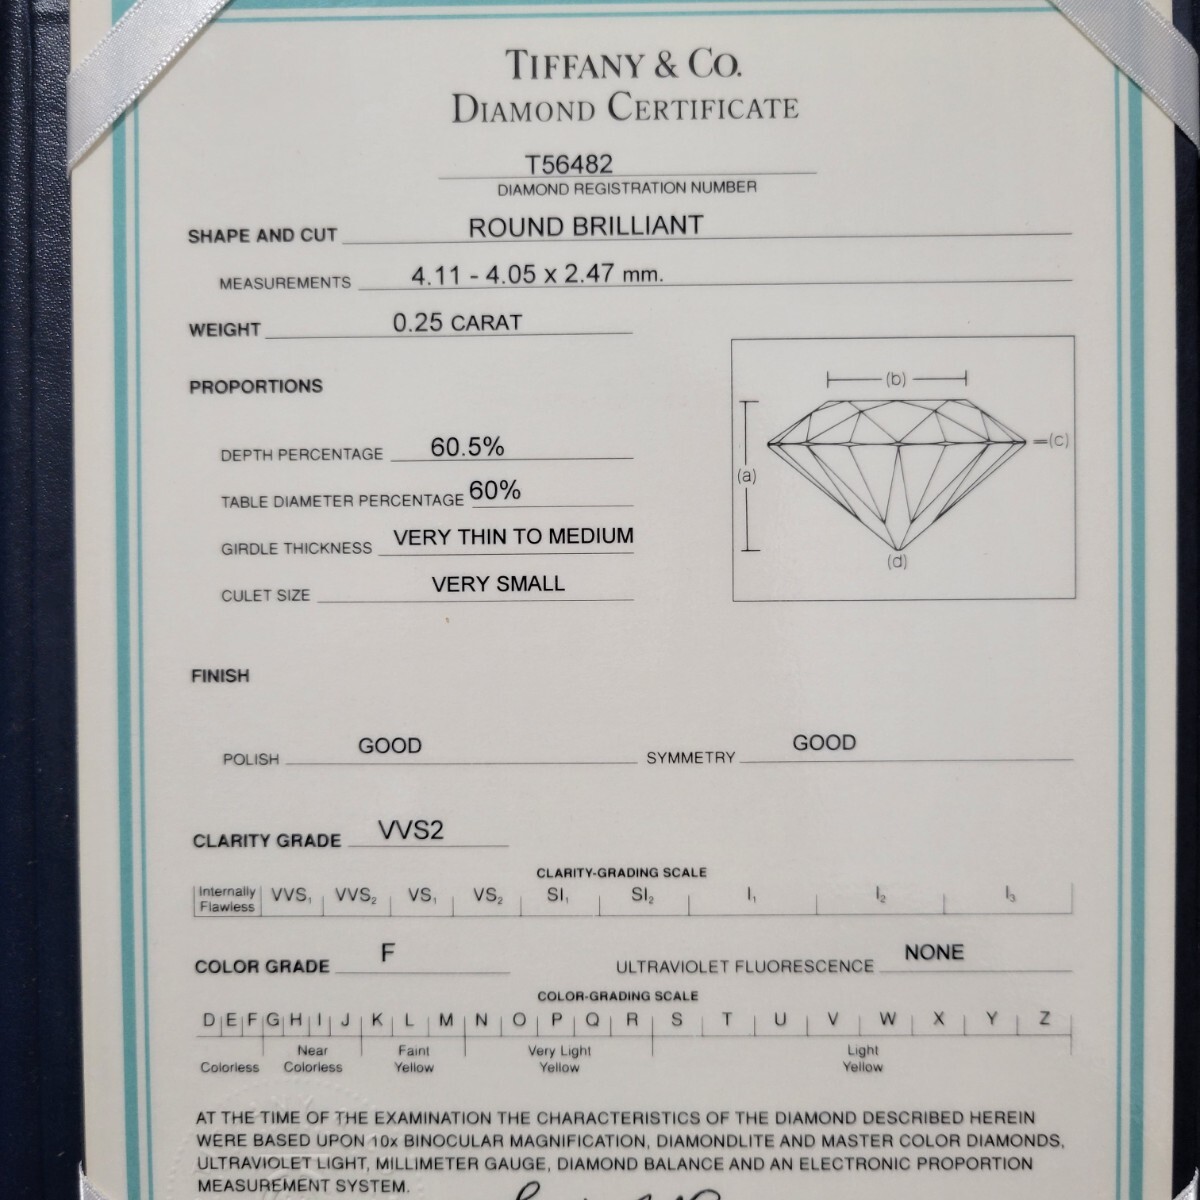 TIFFANY & CO.
DIAMOND CERTIFICATE
T56482
DIAMOND REGISTRATION NUMBER
SHAPE AND CUT ROUND BRILLIANT
MEASUREMENTS 4.11 - 4.05 x 2.47 mm.
WEIGHT 0.25 CARAT
PROPORTIONS
DEPTH PERCENTAGE 60.5%
TABLE DIAMETER PERCENTAGE 60%
GIRDLE THICKNESS VERY THIN TO MEDIUM
CULET SIZE VERY SMALL
(b)
(a)
(c)
(d)
FINISH
POLISH GOOD SYMMETRY GOOD
CLARITY GRADE VVS2
CLARITY-GRADING SCALE
Internally Flawless VVS₁ VVS₂ VS₁ VS₂ SI₁ SI₂ I₁ I₂ I₃
COLOR GRADE F ULTRAVIOLET FLUORESCENCE NONE
COLOR-GRADING SCALE
D E F G H I J K L M N O P Q R S T U V W X Y Z
Colorless Near Colorless Faint Yellow Very Light Yellow Light Yellow
AT THE TIME OF THE EXAMINATION THE CHARACTERISTICS OF THE DIAMOND DESCRIBED HEREIN
WERE BASED UPON 10x BINOCULAR MAGNIFICATION, DIAMONDLITE AND MASTER COLOR DIAMONDS,
ULTRAVIOLET LIGHT, MILLIMETER GAUGE, DIAMOND BALANCE AND AN ELECTRONIC PROPORTION
MEASUREMENT SYSTEM.